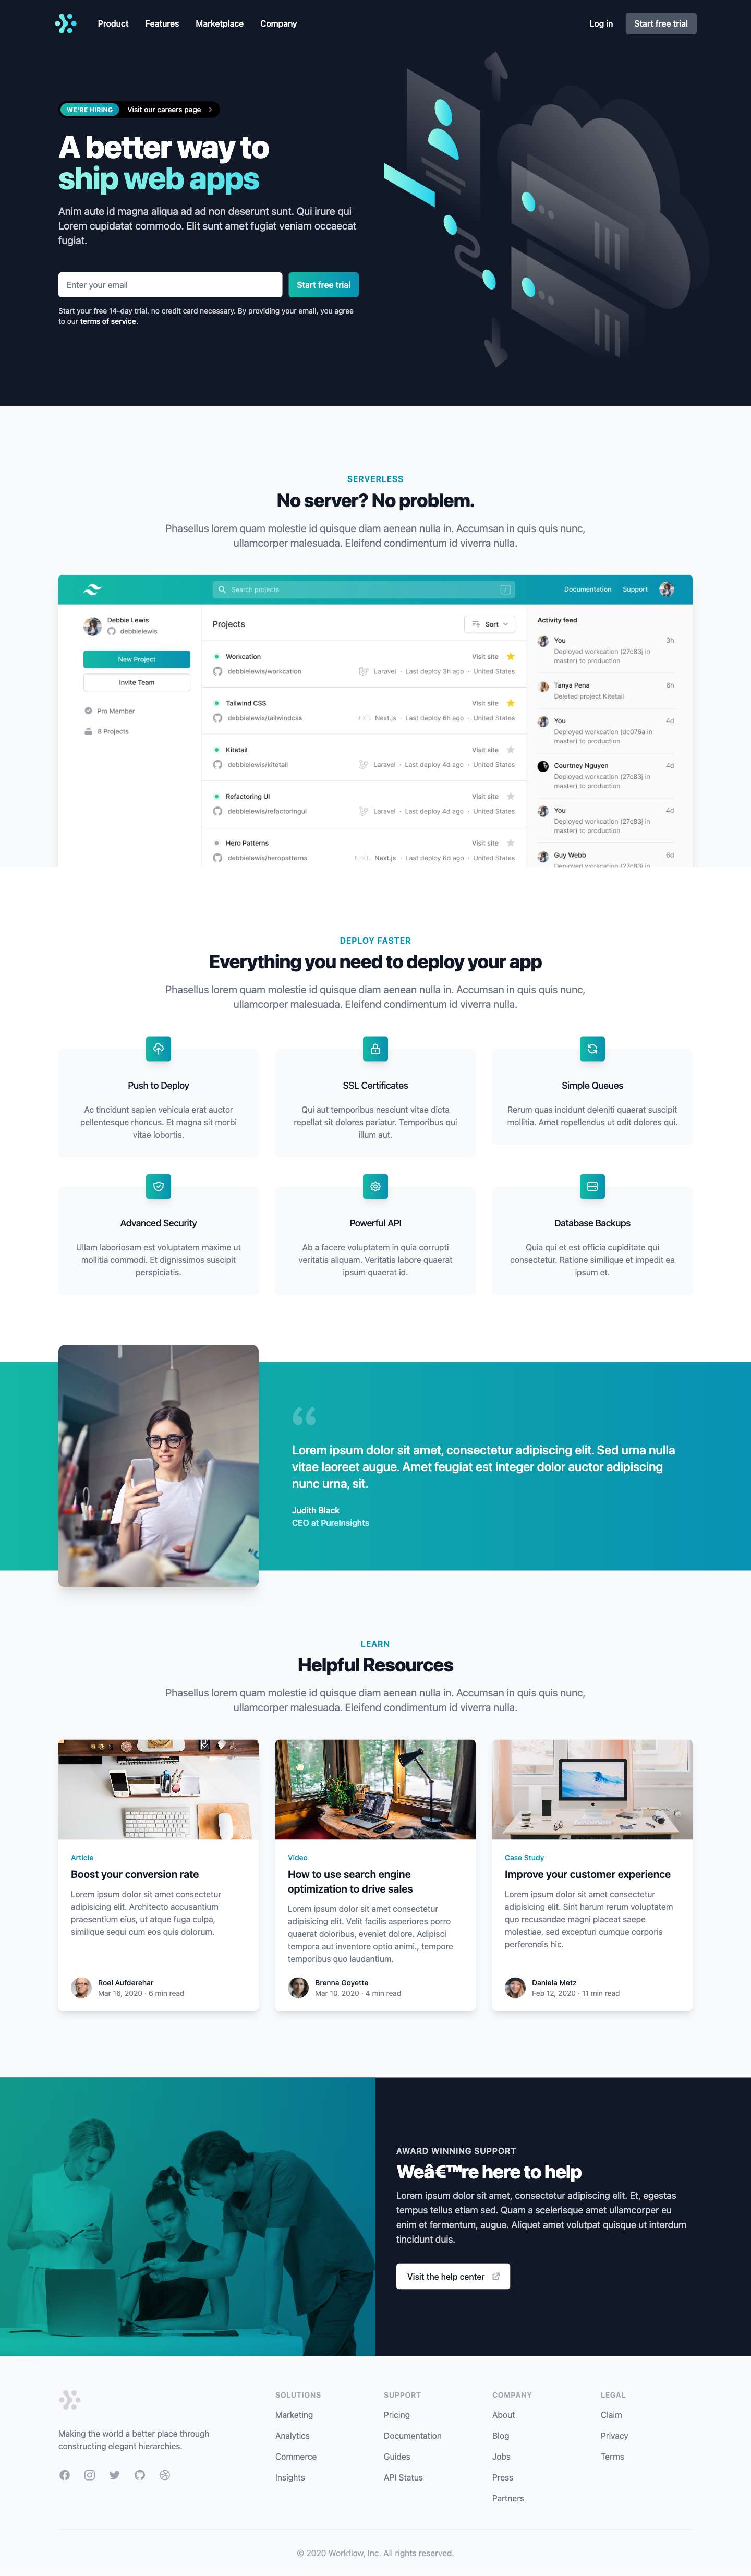 Product Features Marketplace Company Log in Start free trial
WE'RE HIRING Visit our careers page
A better way to
ship web apps
Anim aute id magna aliqua ad ad non deserunt sunt. Qui irure qui
Lorem cupidatat commodo. Elit sunt amet fugiat veniam occaecat
fugiat.
Enter your email Start free trial
Start your free 14-day trial, no credit card necessary. By providing your email, you agree
to our terms of service.
SERVERLESS
No server? No problem.
Phasellus lorem quam molestie id quisque diam aenean nulla in. Accumsan in quis quis nunc,
ullamcorper malesuada. Eleifend condimentum id viverra nulla.
Search projects / Documentation Support
Debbie Lewis
debbielewis
New Project
Invite Team
Pro Member
8 Projects
Projects Sort
Workcation Visit site
debbielewis/workcation Laravel • Last deploy 3h ago • United States
Tailwind CSS Visit site
debbielewis/tailwindcss NEXT. Next.js • Last deploy 6h ago • United States
Kitetail Visit site
debbielewis/kitetail Laravel • Last deploy 4d ago • United States
Refactoring UI Visit site
debbielewis/refactoringui Laravel • Last deploy 4d ago • United States
Hero Patterns Visit site
debbielewis/heropatterns NEXT. Next.js • Last deploy 6d ago • United States
Activity feed
You 3h
Deployed workcation (27c83j in
master) to production
Tanya Pena 6h
Deleted project Kitetail
You 4d
Deployed workcation (dc076a in
master) to production
Courtney Nguyen 4d
Deployed workcation (27c83j in
master) to production
You 4d
Deployed workcation (27c83j in
master) to production
Guy Webb 6d
Deployed workcation (27c83j in
DEPLOY FASTER
Everything you need to deploy your app
Phasellus lorem quam molestie id quisque diam aenean nulla in. Accumsan in quis quis nunc,
ullamcorper malesuada. Eleifend condimentum id viverra nulla.
Push to Deploy
Ac tincidunt sapien vehicula erat auctor
pellentesque rhoncus. Et magna sit morbi
vitae lobortis.
SSL Certificates
Qui aut temporibus nesciunt vitae dicta
repellat sit dolores pariatur. Temporibus qui
illum aut.
Simple Queues
Rerum quas incidunt deleniti quaerat suscipit
mollitia. Amet repellendus ut odit dolores qui.
Advanced Security
Ullam laboriosam est voluptatem maxime ut
mollitia commodi. Et dignissimos suscipit
perspiciatis.
Powerful API
Ab a facere voluptatem in quia corrupti
veritatis aliquam. Veritatis labore quaerat
ipsum quaerat id.
Database Backups
Quia qui et est officia cupiditate qui
consectetur. Ratione similique et impedit ea
ipsum et.
Lorem ipsum dolor sit amet, consectetur adipiscing elit. Sed urna nulla
vitae laoreet augue. Amet feugiat est integer dolor auctor adipiscing
nunc urna, sit.
Judith Black
CEO at PureInsights
LEARN
Helpful Resources
Phasellus lorem quam molestie id quisque diam aenean nulla in. Accumsan in quis quis nunc,
ullamcorper malesuada. Eleifend condimentum id viverra nulla.
Article
Boost your conversion rate
Lorem ipsum dolor sit amet consectetur
adipisicing elit. Architecto accusantium
praesentium eius, ut atque fuga culpa,
similique sequi cum eos quis dolorum.
Roel Aufderehar
Mar 16, 2020 · 6 min read
Video
How to use search engine
optimization to drive sales
Lorem ipsum dolor sit amet consectetur
adipisicing elit. Velit facilis asperiores porro
quaerat doloribus, eveniet dolore. Adipisci
tempora aut inventore optio animi., tempore
temporibus quo laudantium.
Brenna Goyette
Mar 10, 2020 · 4 min read
Case Study
Improve your customer experience
Lorem ipsum dolor sit amet consectetur
adipisicing elit. Sint harum rerum voluptatem
quo recusandae magni placeat saepe
molestiae, sed excepturi cumque corporis
perferendis hic.
Daniela Metz
Feb 12, 2020 · 11 min read
AWARD WINNING SUPPORT
Weâ€™re here to help
Lorem ipsum dolor sit amet, consectetur adipiscing elit. Et, egestas
tempus tellus etiam sed. Quam a scelerisque amet ullamcorper eu
enim et fermentum, augue. Aliquet amet volutpat quisque ut interdum
tincidunt duis.
Visit the help center
Making the world a better place through
constructing elegant hierarchies.
SOLUTIONS
Marketing
Analytics
Commerce
Insights
SUPPORT
Pricing
Documentation
Guides
API Status
COMPANY
About
Blog
Jobs
Press
Partners
LEGAL
Claim
Privacy
Terms
© 2020 Workflow, Inc. All rights reserved.